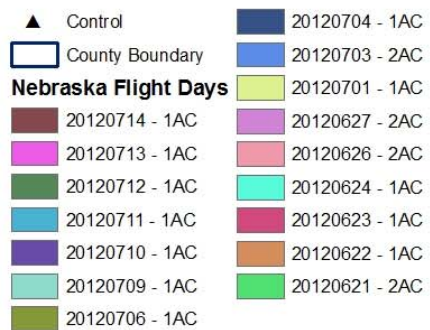 Control
County Boundary
Nebraska Flight Days
20120714 - 1AC
20120713 - 1AC
20120712 - 1AC
20120711 - 1AC
20120710 - 1AC
20120709 - 1AC
20120706 - 1AC
20120704 - 1AC
20120703 - 2AC
20120701 - 1AC
20120627 - 2AC
20120626 - 2AC
20120624 - 1AC
20120623 - 1AC
20120622 - 1AC
20120621 - 2AC